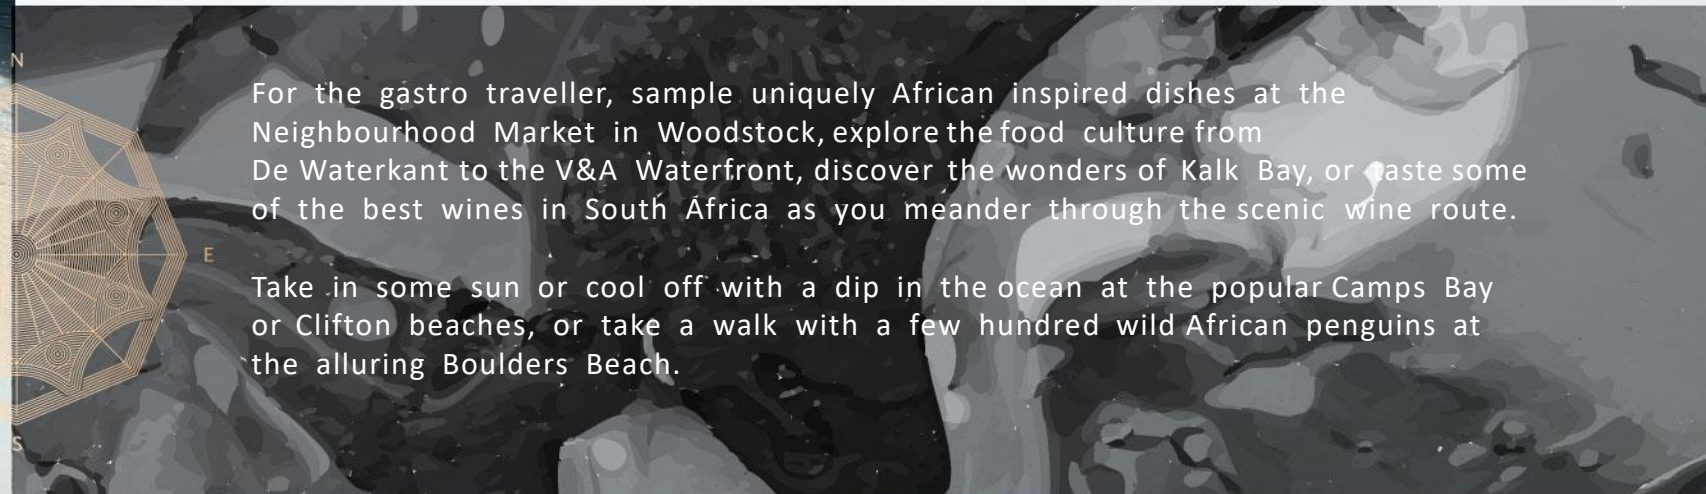 N
For the gastro traveller, sample uniquely African inspired dishes at the
Neighbourhood Market in Woodstock, explore the food culture from
De Waterkant to the V&A Waterfront, discover the wonders of Kalk Bay, or taste some
of the best wines in South Africa as you meander through the scenic wine route.
E
Take in some sun or cool off with a dip in the ocean at the popular Camps Bay
or Clifton beaches, or take a walk with a few hundred wild African penguins at
the alluring Boulders Beach.
S